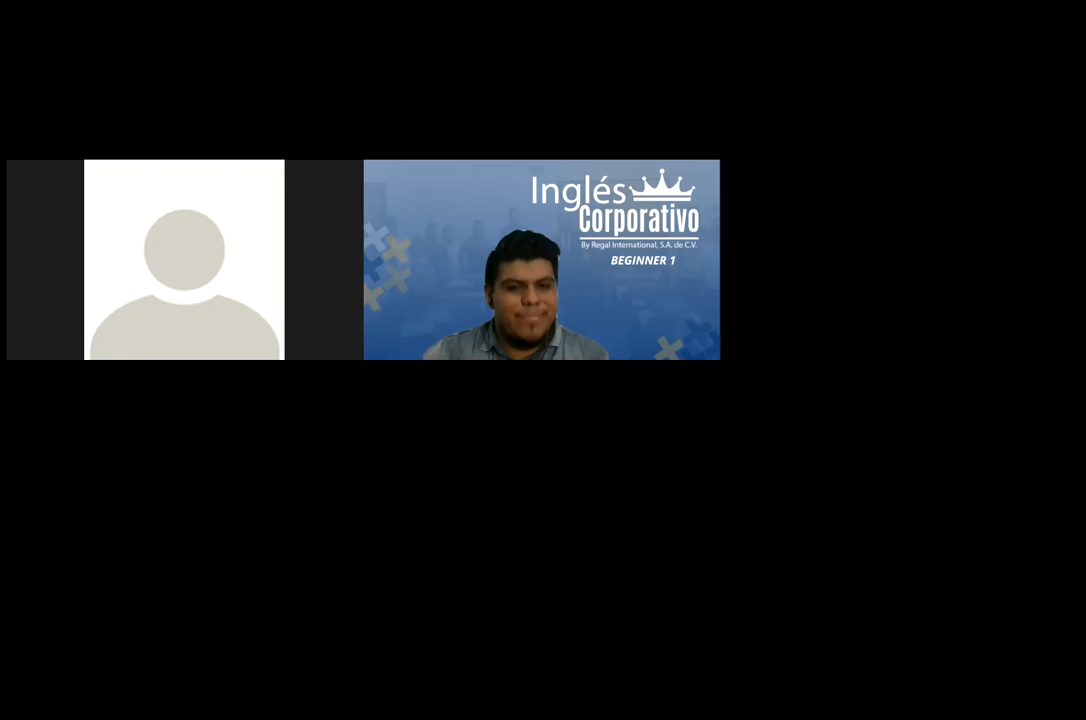 Inglés
Corporativo
By Regal International, S.A. de C.V.
BEGINNER 1